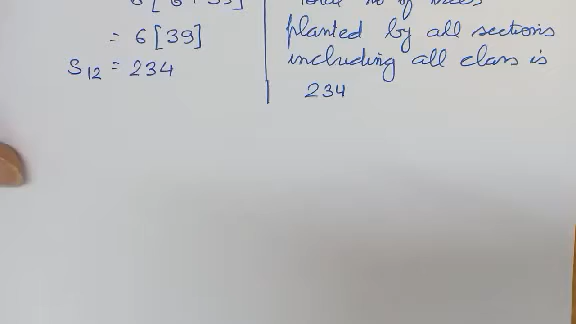 = 6[39]
S12 = 234
planted by all sections
including all class is
234